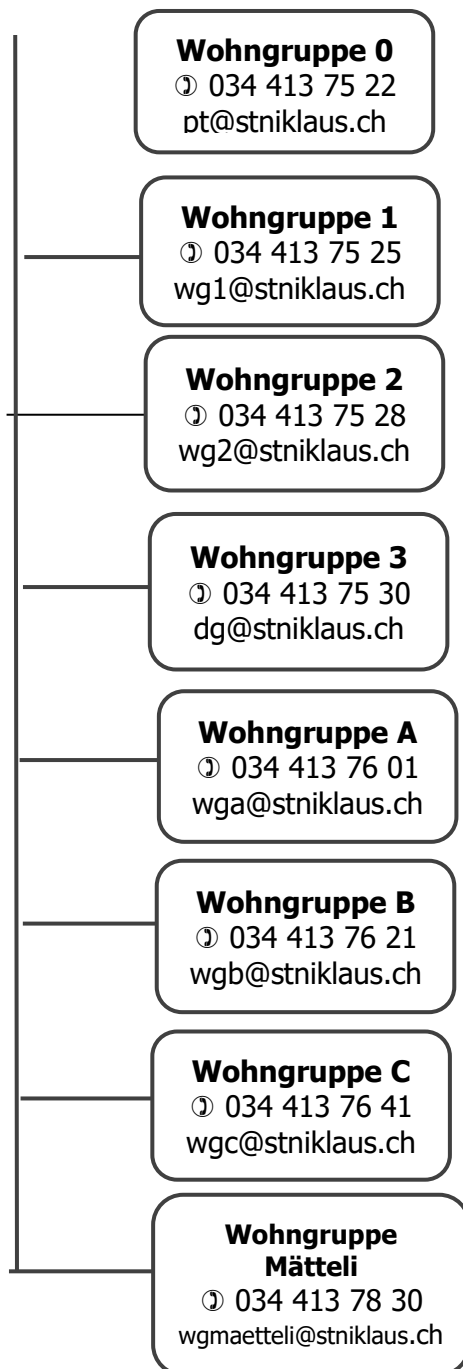 Wohngruppe 0
✆ 034 413 75 22
pt@stniklaus.ch
Wohngruppe 1
✆ 034 413 75 25
wg1@stniklaus.ch
Wohngruppe 2
✆ 034 413 75 28
wg2@stniklaus.ch
Wohngruppe 3
✆ 034 413 75 30
dg@stniklaus.ch
Wohngruppe A
✆ 034 413 76 01
wga@stniklaus.ch
Wohngruppe B
✆ 034 413 76 21
wgb@stniklaus.ch
Wohngruppe C
✆ 034 413 76 41
wgc@stniklaus.ch
Wohngruppe
Mätteli
✆ 034 413 78 30
wgmaetteli@stniklaus.ch